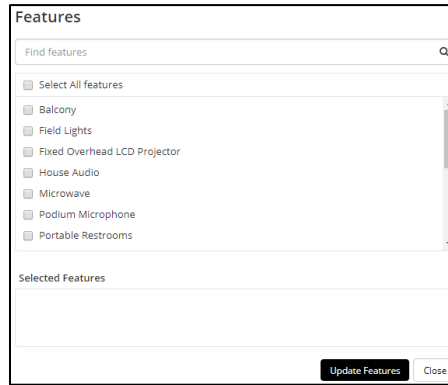 Features
Find features
Select All features
Balcony
Field Lights
Fixed Overhead LCD Projector
House Audio
Microwave
Podium Microphone
Portable Restrooms
Selected Features
Update Features Close